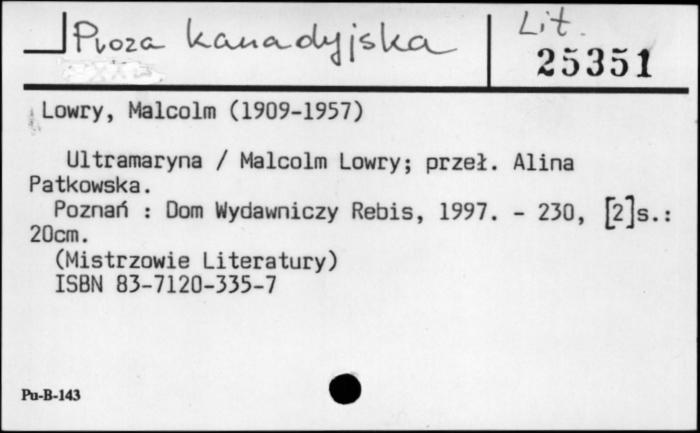 Proza kanadyjska
Lit.
25351
Lowry, Malcolm (1909-1957)
Ultramaryna / Malcolm Lowry; przeł. Alina
Patkowska.
Poznań : Dom Wydawniczy Rebis, 1997. - 230, [2]s.:
20cm.
(Mistrzowie Literatury)
ISBN 83-7120-335-7
Pu-B-143